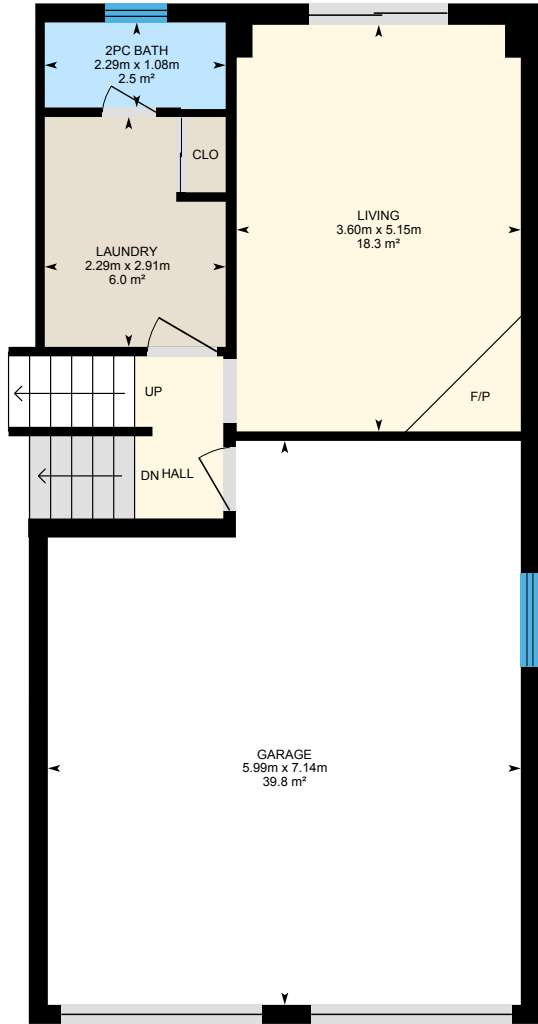 2PC BATH
2.29m x 1.08m
2.5 m²
CLO
LIVING
3.60m x 5.15m
18.3 m²
LAUNDRY
2.29m x 2.91m
6.0 m²
UP
F/P
DN HALL
GARAGE
5.99m x 7.14m
39.8 m²